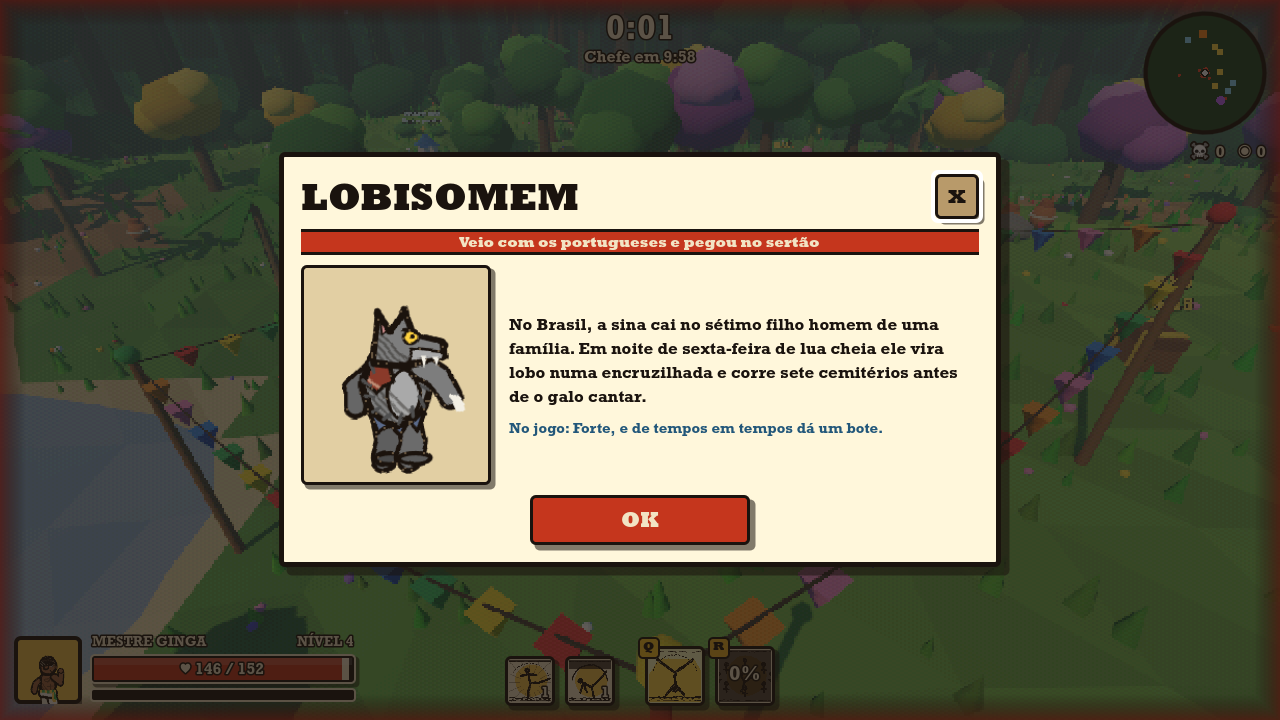 0:01
Chefe em 9:58
0 0
LOBISOMEM
X
Veio com os portugueses e pegou no sertão
No Brasil, a sina cai no sétimo filho homem de uma
família. Em noite de sexta-feira de lua cheia ele vira
lobo numa encruzilhada e corre sete cemitérios antes
de o galo cantar.
No jogo: Forte, e de tempos em tempos dá um bote.
OK
MESTRE GINGA NÍVEL 4
146 / 152
1
1
Q
R
0%